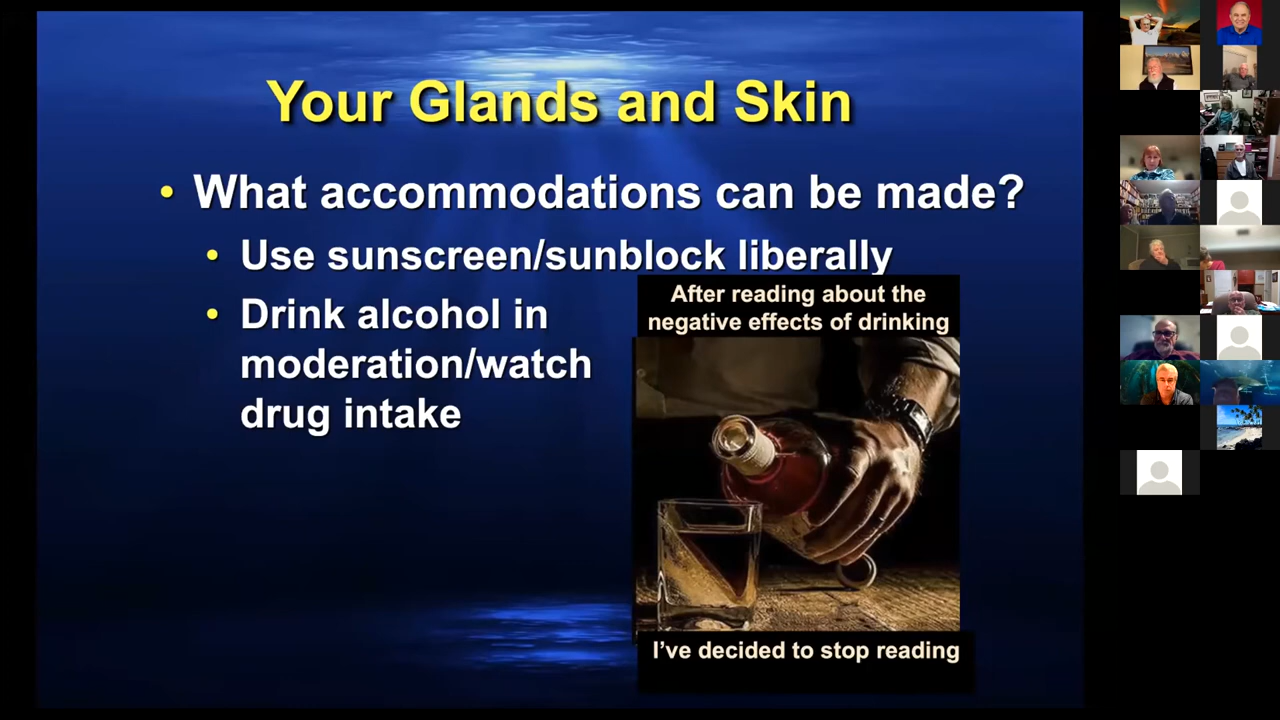 Your Glands and Skin
• What accommodations can be made?
• Use sunscreen/sunblock liberally
• Drink alcohol in
moderation/watch
drug intake
After reading about the
negative effects of drinking
I’ve decided to stop reading